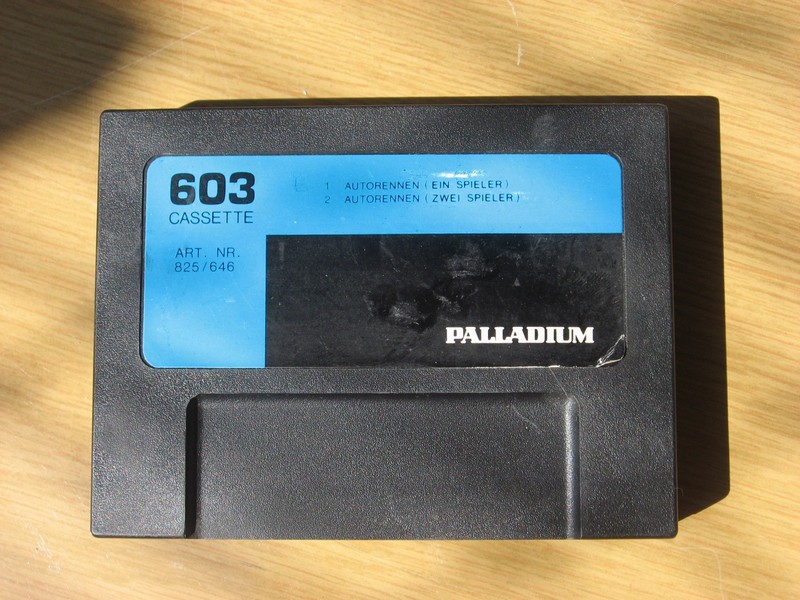 603
CASSETTE
ART. NR.
825/646
1 AUTORENNEN (EIN SPIELER)
2 AUTORENNEN (ZWEI SPIELER)
PALLADIUM